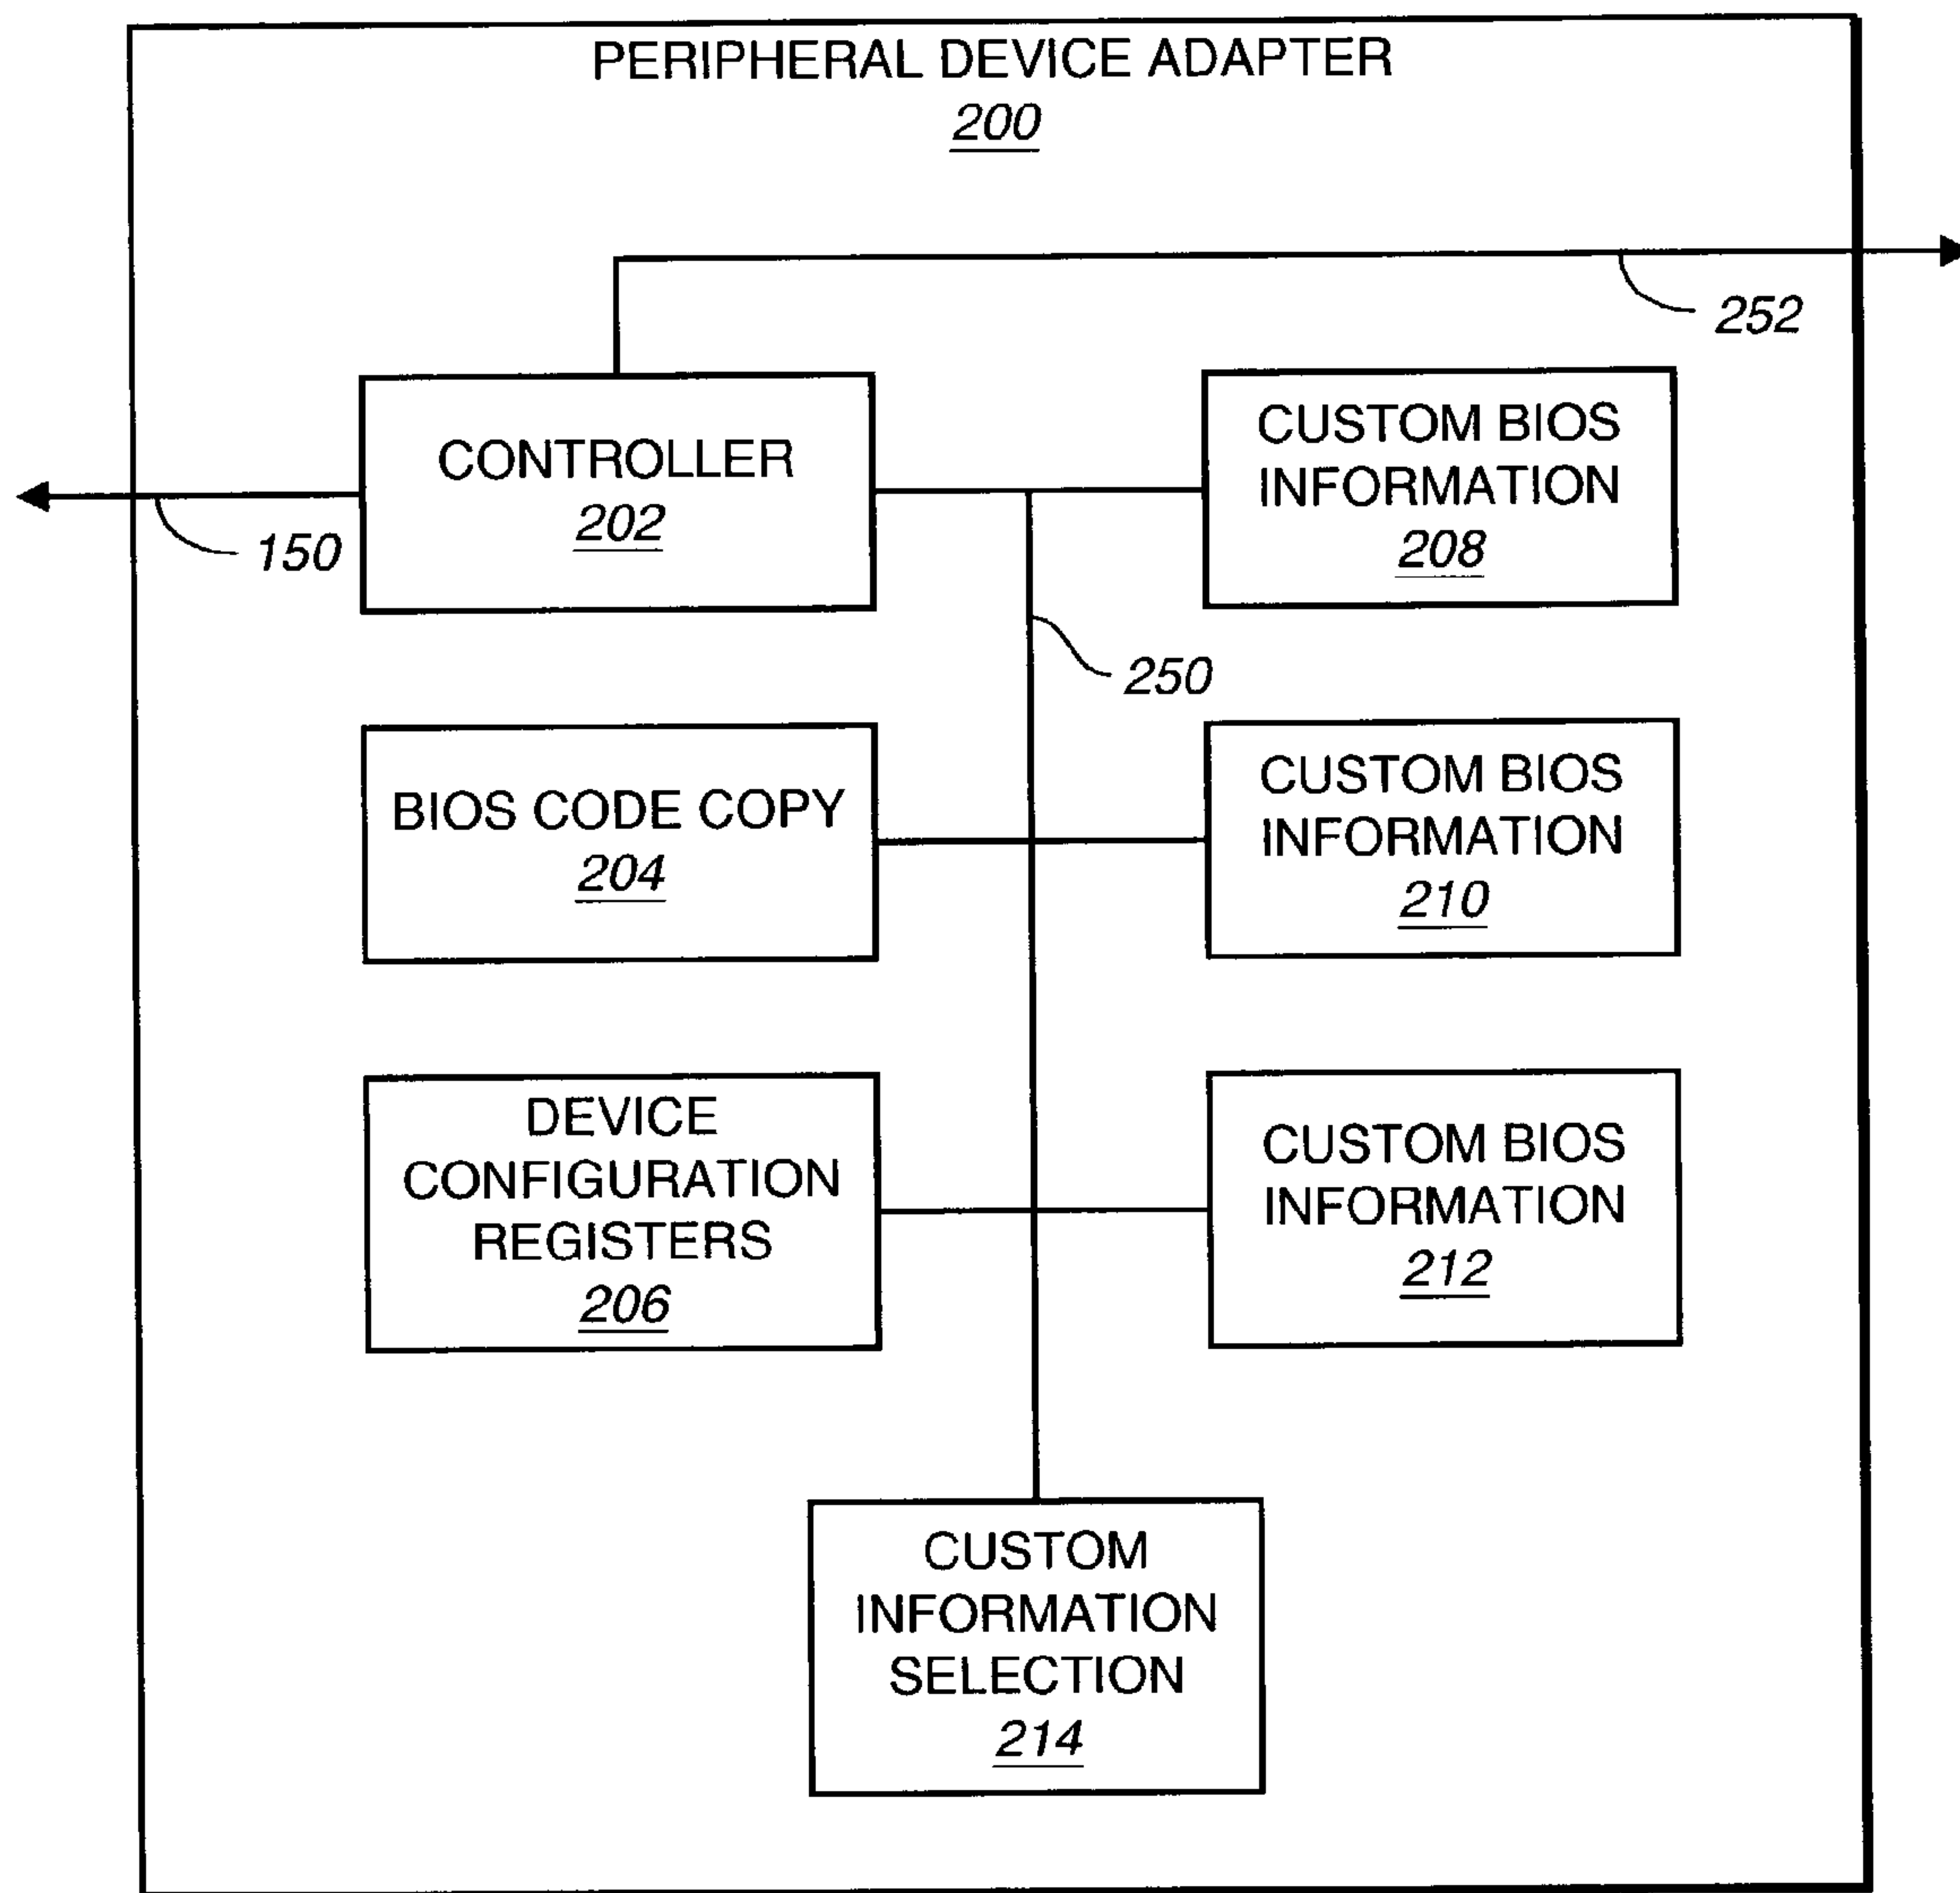 PERIPHERAL DEVICE ADAPTER
200
252
CONTROLLER
202
CUSTOM BIOS
INFORMATION
208
150
250
BIOS CODE COPY
204
CUSTOM BIOS
INFORMATION
210
DEVICE
CONFIGURATION
REGISTERS
206
CUSTOM BIOS
INFORMATION
212
CUSTOM
INFORMATION
SELECTION
214